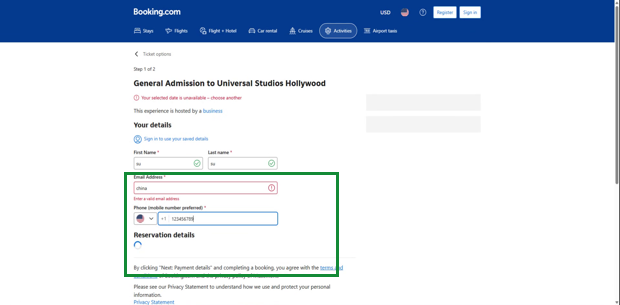 Booking.com
USD
Register
Sign in
Stays
Flights
Flight + Hotel
Car rental
Cruises
Activities
Airport taxis
Ticket options
Step 1 of 2
General Admission to Universal Studios Hollywood
Your selected date is unavailable – choose another
This experience is hosted by a business
Your details
Sign in to use your saved details
First Name *
Last name *
su
su
Email Address *
china
Enter a valid email address
Phone (mobile number preferred) *
+1 123456789
Reservation details
By clicking "Next: Payment details" and completing a booking, you agree with the terms and
Please see our Privacy Statement to understand how we use and protect your personal
information.
Privacy Statement